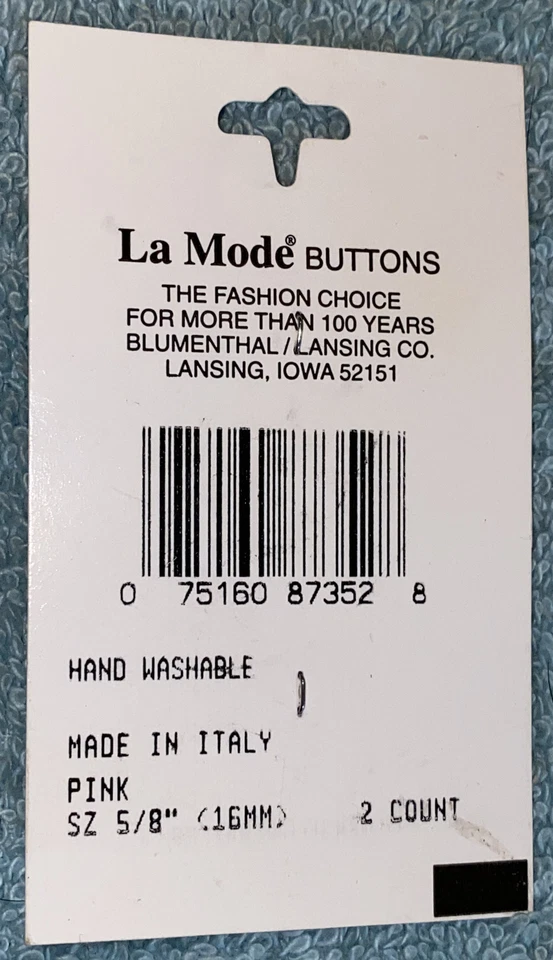 La Mode® BUTTONS
THE FASHION CHOICE
FOR MORE THAN 100 YEARS
BLUMENTHAL / LANSING CO.
LANSING, IOWA 52151
0 75160 87352 8
HAND WASHABLE
MADE IN ITALY
PINK
SZ 5/8" (16MM) 2 COUNT